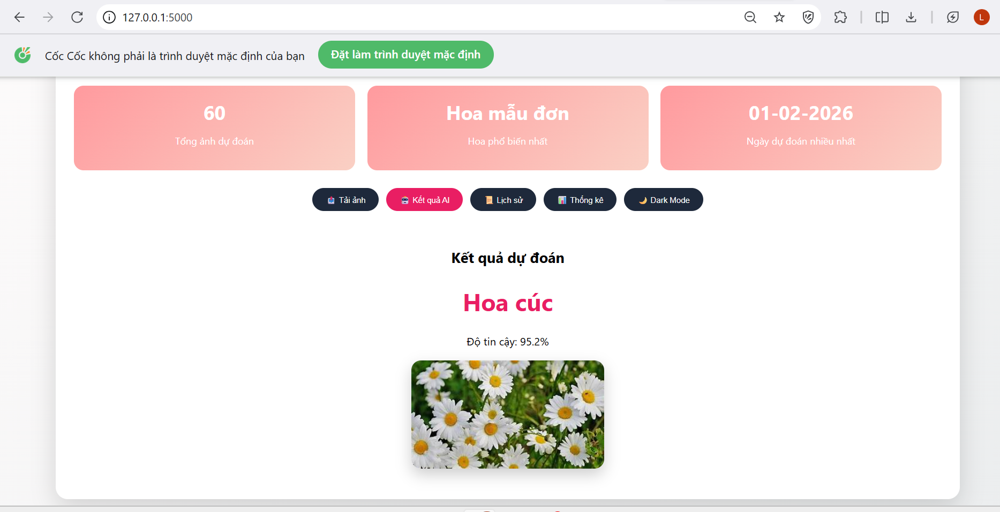 127.0.0.1:5000
L
Cốc Cốc không phải là trình duyệt mặc định của bạn
Đặt làm trình duyệt mặc định
60
Tổng ảnh dự đoán
Hoa mẫu đơn
Hoa phổ biến nhất
01-02-2026
Ngày dự đoán nhiều nhất
Tải ảnh
Kết quả AI
Lịch sử
Thống kê
Dark Mode
Kết quả dự đoán
Hoa cúc
Độ tin cậy: 95.2%